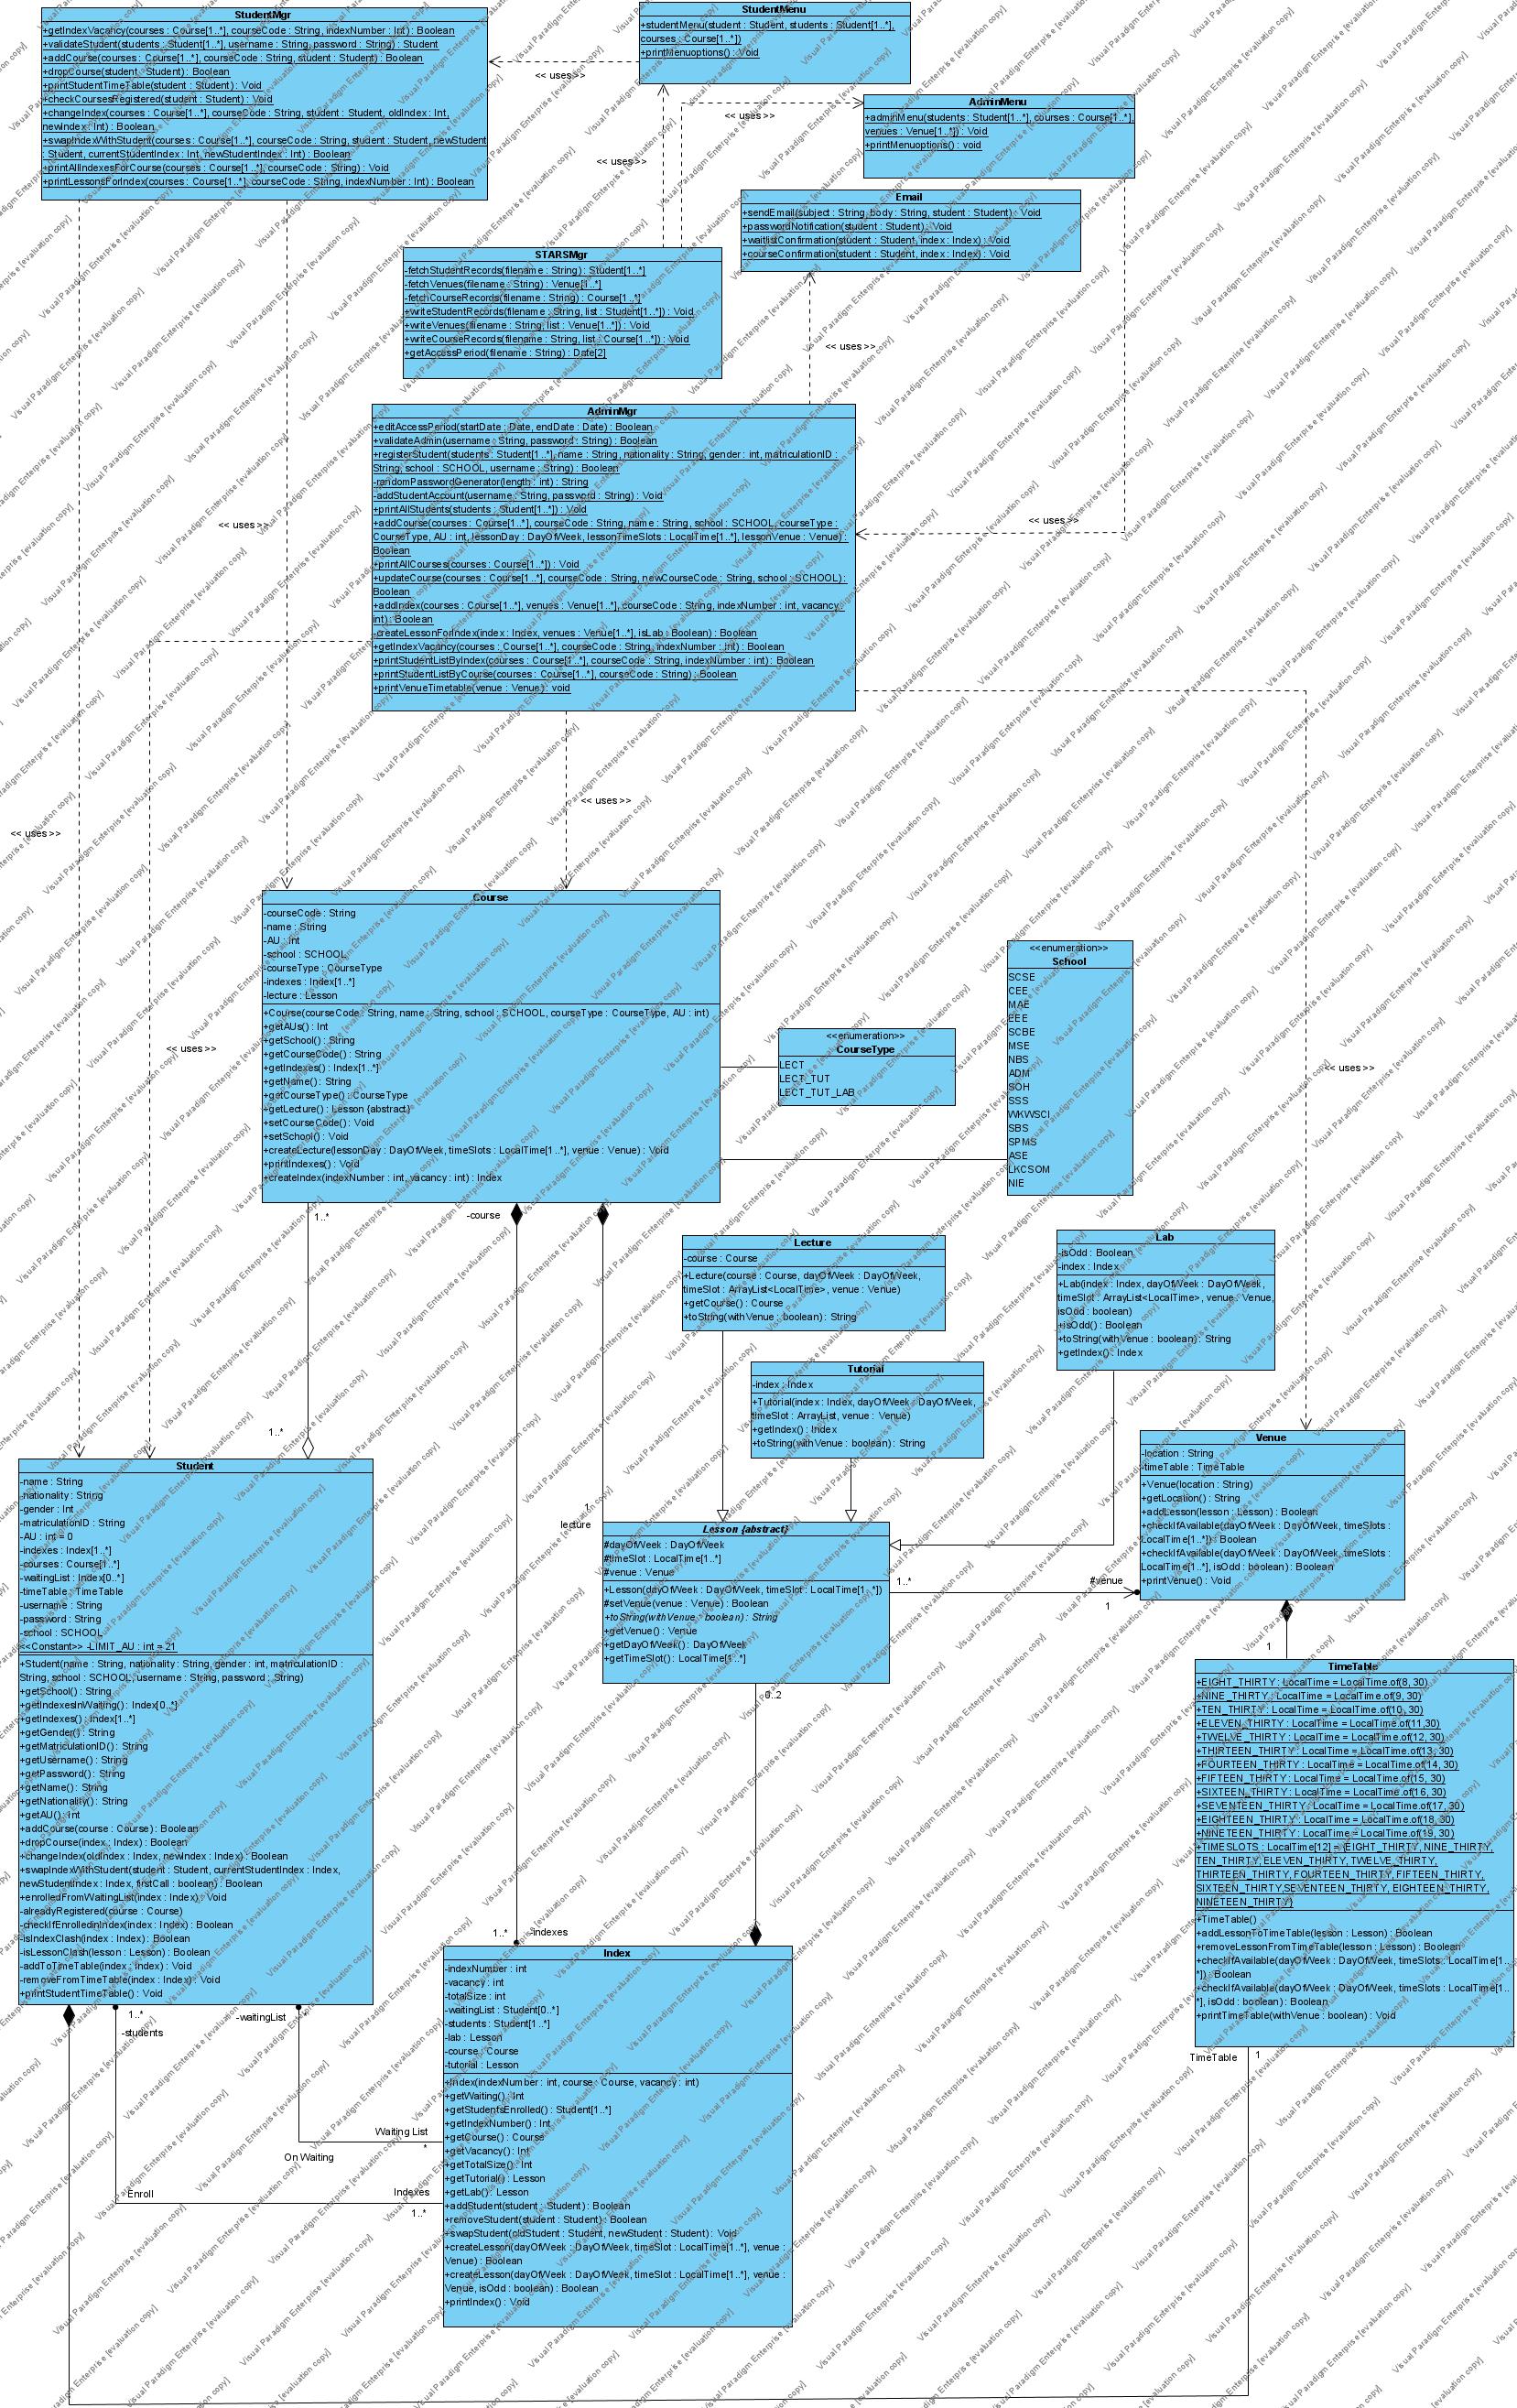 StudentMgr
+getIndexVacancy(courses : Course[1..*], courseCode : String, indexNumber : Int) : Boolean
+validateStudent(students : Student[1..*], username : String, password : String) : Student
+addCourse(courses : Course[1..*], courseCode : String, student : Student) : Boolean
+dropCourse(student : Student) : Boolean
+printStudentTimeTable(student : Student) : Void
+checkCoursesRegistered(student : Student) : Void
+changeIndex(courses : Course[1..*], courseCode : String, student : Student, oldIndex : Int,
newIndex : Int) : Boolean
+swapIndexWithStudent(courses : Course[1..*], courseCode : String, student : Student, newStudent
: Student, currentStudentIndex : Int, newStudentIndex : Int) : Boolean
+printAllIndexesForCourse(courses : Course[1..*], courseCode : String) : Void
+printLessonsForIndex(courses : Course[1..*], courseCode : String, indexNumber : Int) : Boolean
StudentMenu
+studentMenu(student : Student, students : Student[1..*],
courses : Course[1..*])
+printMenuoptions() : Void
<< uses >>
AdminMenu
+adminMenu(students : Student[1..*], courses : Course[1..*],
venues : Venue[1..*]) : Void
+printMenuoptions() : void
<< uses >>
<< uses >>
Email
+sendEmail(subject : String, body : String, student : Student) : Void
+passwordNotification(student : Student) : Void
+waitlistConfirmation(student : Student, index : Index) : Void
+courseConfirmation(student : Student, index : Index) : Void
STARSMgr
-fetchStudentRecords(filename : String) : Student[1..*]
-fetchVenues(filename : String) : Venue[1..*]
-fetchCourseRecords(filename : String) : Course[1..*]
+writeStudentRecords(filename : String, list : Student[1..*]) : Void
+writeVenues(filename : String, list : Venue[1..*]) : Void
+writeCourseRecords(filename : String, list : Course[1..*]) : Void
+getAccessPeriod(filename : String) : Date[2]
<< uses >>
AdminMgr
+editAccessPeriod(startDate : Date, endDate : Date) : Boolean
+validateAdmin(username : String, password : String) : Boolean
+registerStudent(students : Student[1..*], name : String, nationality : String, gender : int, matriculationID :
String, school : SCHOOL, username : String) : Boolean
-randomPasswordGenerator(length : int) : String
-addStudentAccount(username : String, password : String) : Void
+printAllStudents(students : Student[1..*]) : Void
+addCourse(courses : Course[1..*], courseCode : String, name : String, school : SCHOOL, courseType :
CourseType, AU : int, lessonDay : DayOfWeek, lessonTimeSlots : LocalTime[1..*], lessonVenue : Venue) :
Boolean
+printAllCourses(courses : Course[1..*]) : Void
+updateCourse(courses : Course[1..*], courseCode : String, newCourseCode : String, school : SCHOOL) :
Boolean
+addIndex(courses : Course[1..*], venues : Venue[1..*], courseCode : String, indexNumber : int, vacancy :
int) : Boolean
-createLessonForIndex(index : Index, venues : Venue[1..*], isLab : Boolean) : Boolean
+getIndexVacancy(courses : Course[1..*], courseCode : String, indexNumber : Int) : Boolean
+printStudentListByIndex(courses : Course[1..*], courseCode : String, indexNumber : int) : Boolean
+printStudentListByCourse(courses : Course[1..*], courseCode : String) : Boolean
+printVenueTimetable(venue : Venue) : void
<< uses >>
<< uses >>
<< uses >>
<< uses >>
<< uses >>
<< uses >>
Course
-courseCode : String
-name : String
-AU : Int
-school : SCHOOL
-courseType : CourseType
-indexes : Index[1..*]
-lecture : Lesson
+Course(courseCode : String, name : String, school : SCHOOL, courseType : CourseType, AU : int)
+getAUs() : Int
+getSchool() : String
+getCourseCode() : String
+getIndexes() : Index[1..*]
+getName() : String
+getCourseType() : CourseType
+getLecture() : Lesson {abstract}
+setCourseCode() : Void
+setSchool() : Void
+createLecture(lessonDay : DayOfWeek, timeSlots : LocalTime[1..*], venue : Venue) : Void
+printIndexes() : Void
+createIndex(indexNumber : int, vacancy : int) : Index
<<enumeration>>
CourseType
LECT
LECT_TUT
LECT_TUT_LAB
<<enumeration>>
School
SCSE
CEE
MAE
EEE
SCBE
MSE
NBS
ADM
SOH
SSS
WKWSCI
SBS
SPMS
ASE
LKCSOM
NIE
1..*
-course
1..*
1
lecture
1..*
-indexes
Lecture
-course : Course
+Lecture(course : Course, dayOfWeek : DayOfWeek,
timeSlot : ArrayList<LocalTime>, venue : Venue)
+getCourse() : Course
+toString(withVenue : boolean) : String
Lab
-isOdd : Boolean
-index : Index
+Lab(index : Index, dayOfWeek : DayOfWeek,
timeSlot : ArrayList<LocalTime>, venue : Venue,
isOdd : boolean)
+isOdd() : Boolean
+toString(withVenue : boolean) : String
+getIndex() : Index
Tutorial
-index : Index
+Tutorial(index : Index, dayOfWeek : DayOfWeek,
timeSlot : ArrayList, venue : Venue)
+getIndex() : Index
+toString(withVenue : boolean) : String
Venue
-location : String
-timeTable : TimeTable
+Venue(location : String)
+getLocation() : String
+addLesson(lesson : Lesson) : Boolean
+checkIfAvailable(dayOfWeek : DayOfWeek, timeSlots :
LocalTime[1..*]) : Boolean
+checkIfAvailable(dayOfWeek : DayOfWeek, timeSlots :
LocalTime[1..*], isOdd : boolean) : Boolean
+printVenue() : Void
Lesson {abstract}
#dayOfWeek : DayOfWeek
#timeSlot : LocalTime[1..*]
#venue : Venue
+Lesson(dayOfWeek : DayOfWeek, timeSlot : LocalTime[1..*])
#setVenue(venue : Venue) : Boolean
+toString(withVenue : boolean) : String
+getVenue() : Venue
+getDayOfWeek() : DayOfWeek
+getTimeSlot() : LocalTime[1..*]
1..*
#venue
1
0..2
1
Student
-name : String
-nationality : String
-gender : Int
-matriculationID : String
-AU : int = 0
-indexes : Index[1..*]
-courses : Course[1..*]
-waitingList : Index[0..*]
-timeTable : TimeTable
-username : String
-password : String
-school : SCHOOL
<<Constant>> -LIMIT_AU : int = 21
+Student(name : String, nationality : String, gender : int, matriculationID :
String, school : SCHOOL, username : String, password : String)
+getSchool() : String
+getIndexesInWaiting() : Index[0..*]
+getIndexes() : Index[1..*]
+getGender() : String
+getMatriculationID() : String
+getUsername() : String
+getPassword() : String
+getName() : String
+getNationality() : String
+getAU() : Int
+addCourse(course : Course) : Boolean
+dropCourse(index : Index) : Boolean
+changeIndex(oldIndex : Index, newIndex : Index) : Boolean
+swapIndexWithStudent(student : Student, currentStudentIndex : Index,
newStudentIndex : Index, firstCall : boolean) : Boolean
+enrolledFromWaitingList(index : Index) : Void
-alreadyRegistered(course : Course)
-checkIfEnrolledinIndex(index : Index) : Boolean
-isIndexClash(index : Index) : Boolean
-isLessonClash(lesson : Lesson) : Boolean
-addToTimeTable(index : Index) : Void
-removeFromTimeTable(index : Index) : Void
+printStudentTimeTable() : Void
TimeTable
+EIGHT_THIRTY : LocalTime = LocalTime.of(8, 30)
+NINE_THIRTY : LocalTime = LocalTime.of(9, 30)
+TEN_THIRTY : LocalTime = LocalTime.of(10, 30)
+ELEVEN_THIRTY : LocalTime = LocalTime.of(11,30)
+TWELVE_THIRTY : LocalTime = LocalTime.of(12, 30)
+THIRTEEN_THIRTY : LocalTime = LocalTime.of(13, 30)
+FOURTEEN_THIRTY : LocalTime = LocalTime.of(14, 30)
+FIFTEEN_THIRTY : LocalTime = LocalTime.of(15, 30)
+SIXTEEN_THIRTY : LocalTime = LocalTime.of(16, 30)
+SEVENTEEN_THIRTY : LocalTime = LocalTime.of(17, 30)
+EIGHTEEN_THIRTY : LocalTime = LocalTime.of(18, 30)
+NINETEEN_THIRTY : LocalTime = LocalTime.of(19, 30)
+TIMESLOTS : LocalTime[12] = {EIGHT_THIRTY, NINE_THIRTY,
TEN_THIRTY, ELEVEN_THIRTY, TWELVE_THIRTY,
THIRTEEN_THIRTY, FOURTEEN_THIRTY, FIFTEEN_THIRTY,
SIXTEEN_THIRTY,SEVENTEEN_THIRTY, EIGHTEEN_THIRTY,
NINETEEN_THIRTY}
+TimeTable()
+addLessonToTimeTable(lesson : Lesson) : Boolean
+removeLessonFromTimeTable(lesson : Lesson) : Boolean
+checkIfAvailable(dayOfWeek : DayOfWeek, timeSlots : LocalTime[1..
*]) : Boolean
+checkIfAvailable(dayOfWeek : DayOfWeek, timeSlots : LocalTime[1..
*], isOdd : boolean) : Boolean
+printTimeTable(withVenue : boolean) : Void
Index
-indexNumber : int
-vacancy : int
-totalSize : int
-waitingList : Student[0..*]
-students : Student[1..*]
-lab : Lesson
-course : Course
-tutorial : Lesson
+Index(indexNumber : int, course : Course, vacancy : int)
+getWaiting() : Int
+getStudentsEnrolled() : Student[1..*]
+getIndexNumber() : Int
+getCourse() : Course
+getVacancy() : Int
+getTotalSize() : Int
+getTutorial() : Lesson
+getLab() : Lesson
+addStudent(student : Student) : Boolean
+removeStudent(student : Student) : Boolean
+swapStudent(oldStudent : Student, newStudent : Student) : Void
+createLesson(dayOfWeek : DayOfWeek, timeSlot : LocalTime[1..*], venue :
Venue) : Boolean
+createLesson(dayOfWeek : DayOfWeek, timeSlot : LocalTime[1..*], venue :
Venue, isOdd : boolean) : Boolean
+printIndex() : Void
1..*
-students
-waitingList
Waiting List
*
On Waiting
Enroll
Indexes
1..*
TimeTable
1
Visual Paradigm Enterprise [evaluation copy]